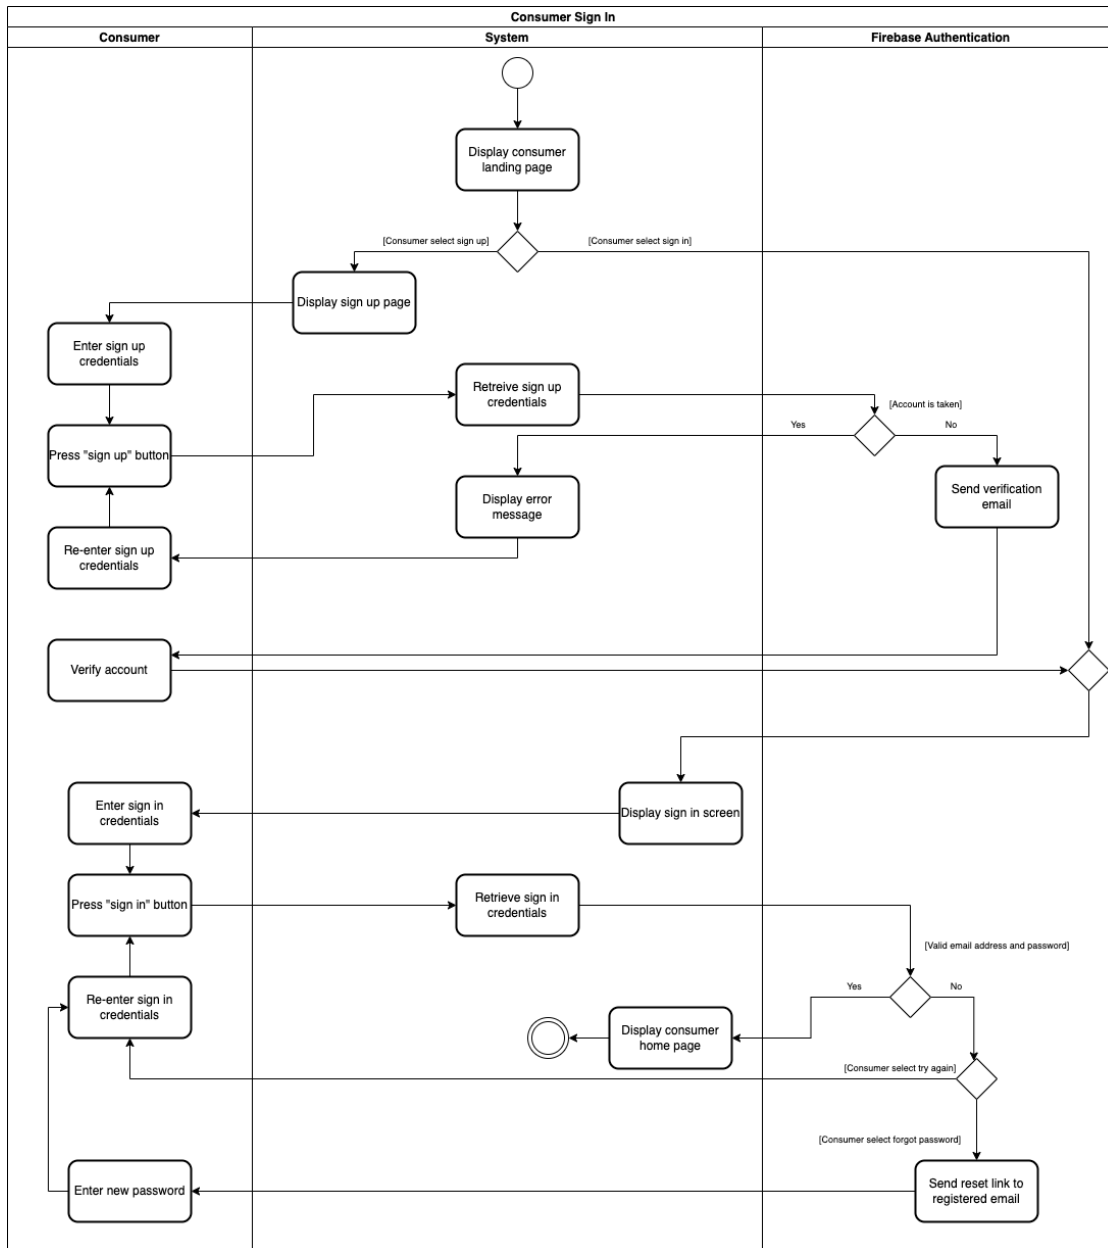 Consumer Sign In
Consumer
System
Firebase Authentication
Display consumer
landing page
[Consumer select sign up]
[Consumer select sign in]
Display sign up page
Enter sign up
credentials
Retreive sign up
credentials
[Account is taken]
Yes
No
Press "sign up" button
Display error
message
Send verification
email
Re-enter sign up
credentials
Verify account
Enter sign in
credentials
Display sign in screen
Press "sign in" button
Retrieve sign in
credentials
[Valid email address and password]
Yes
No
Re-enter sign in
credentials
Display consumer
home page
[Consumer select try again]
[Consumer select forgot password]
Enter new password
Send reset link to
registered email